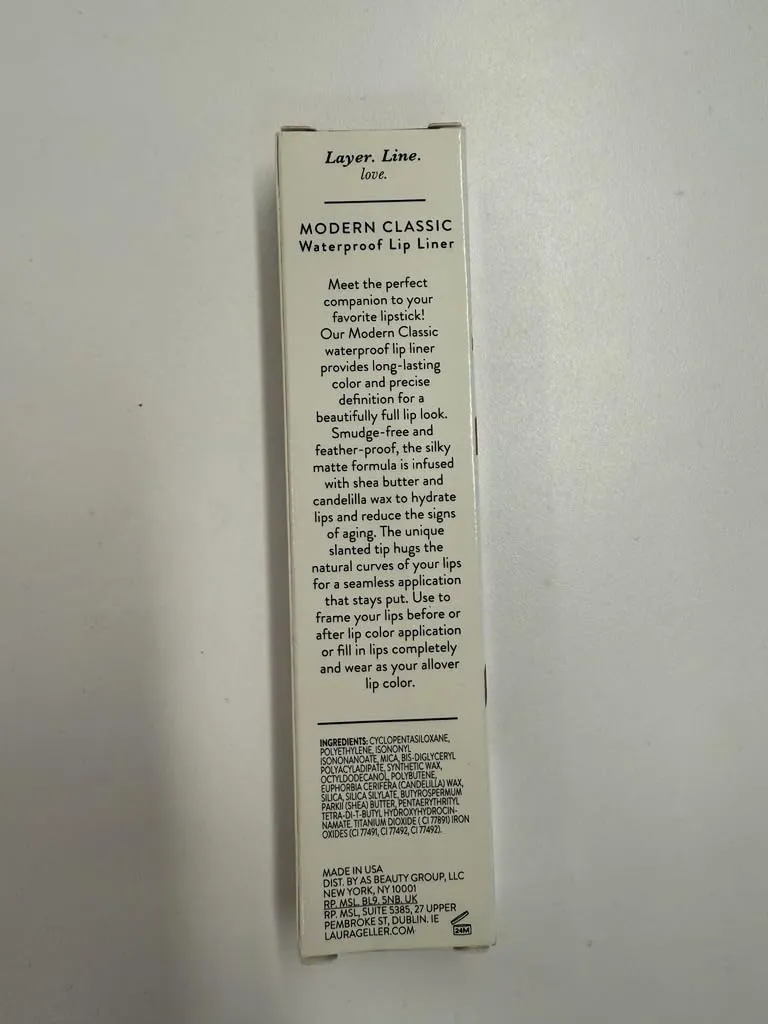 Layer. Line.
love.
MODERN CLASSIC
Waterproof Lip Liner
Meet the perfect
companion to your
favorite lipstick!
Our Modern Classic
waterproof lip liner
provides long-lasting
color and precise
definition for a
beautifully full lip look.
Smudge-free and
feather-proof, the silky
matte formula is infused
with shea butter and
candelilla wax to hydrate
lips and reduce the signs
of aging. The unique
slanted tip hugs the
natural curves of your lips
for a seamless application
that stays put. Use to
frame your lips before or
after lip color application
or fill in lips completely
and wear as your allover
lip color.
INGREDIENTS: CYCLOPENTASILOXANE,
POLYETHYLENE, ISONONYL
ISONONANOATE, MICA, BIS-DIGLYCERYL
POLYACYLADIPATE, SYNTHETIC WAX,
OCTYLDODECANOL, POLYBUTENE,
EUPHORBIA CERIFERA (CANDELILLA) WAX,
SILICA, SILICA SILYLATE, BUTYROSPERMUM
PARKII (SHEA) BUTTER, PENTAERYTHRITYL
TETRA-DI-T-BUTYL HYDROXYHYDROCIN-
NAMATE, TITANIUM DIOXIDE ( CI 77891) IRON
OXIDES (CI 77491, CI 77492, CI 77492).
MADE IN USA
DIST. BY AS BEAUTY GROUP, LLC
NEW YORK, NY 10001
RP. MSL, BL9, 5NB, UK
RP. MSL, SUITE 5385, 27 UPPER
PEMBROKE ST, DUBLIN. IE
LAURAGELLER.COM
24M